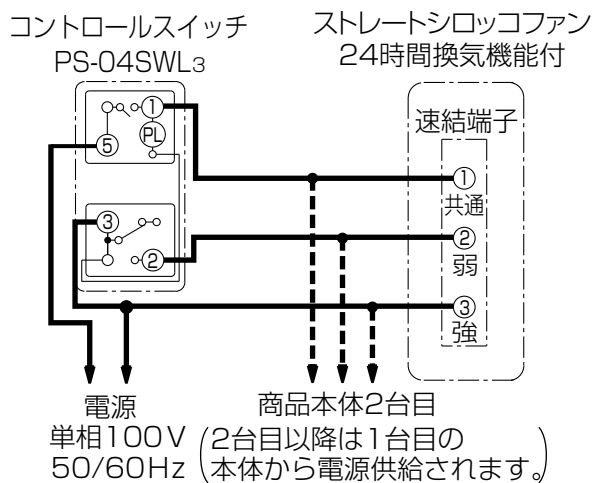 コントロールスイッチ
PS-04SWL3
ストレートシロッコファン
24時間換気機能付
速結端子
①
PL
⑤
③
②
①
共通
②
弱
③
強
電源
単相100V
50/60Hz
商品本体2台目
(2台目以降は1台目の
本体から電源供給されます。)